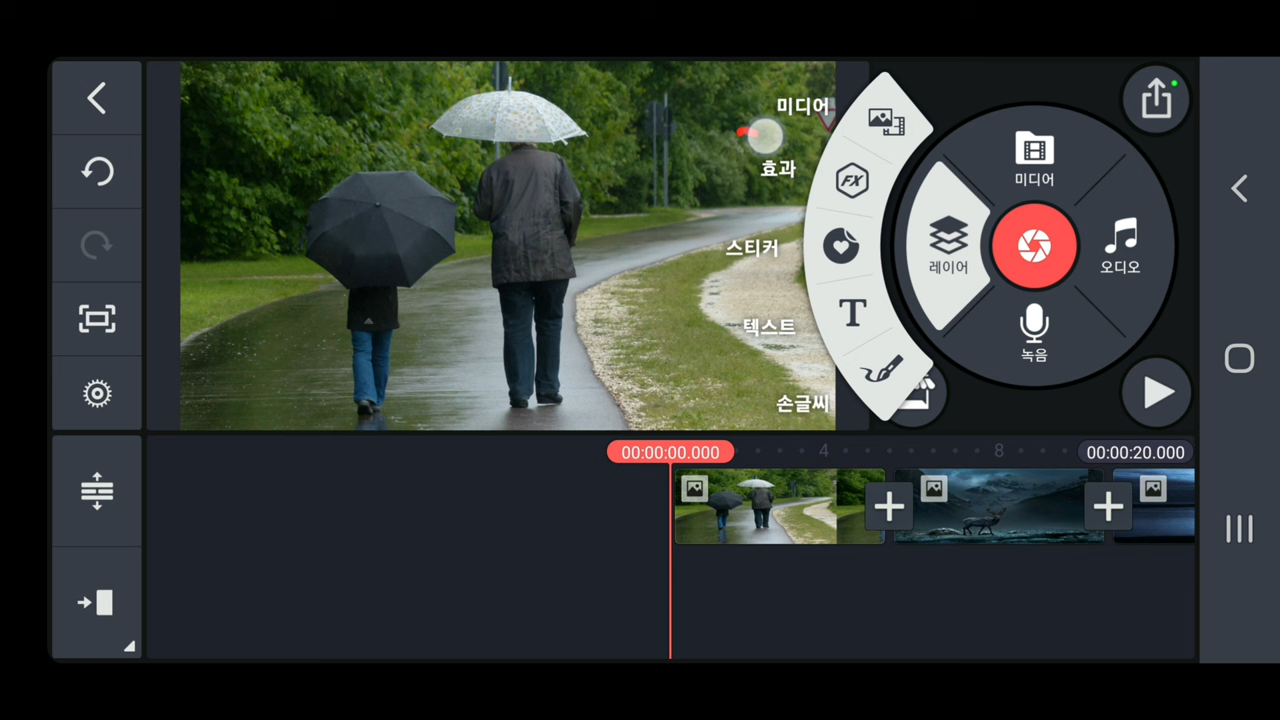 미디어
효과
스티커
텍스트
손글씨
FX
T
미디어
레이어
오디오
녹음
00:00:00.000
4
8
00:00:20.000